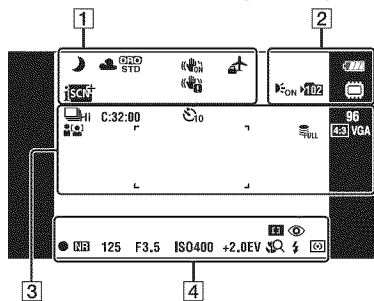 1
2
DRO
STD
ON
iSCN+
ON 102
Hi C:32:00 10
FULL
96
4:3 VGA
3
NR 125 F3.5 ISO400 +2.0EV
4